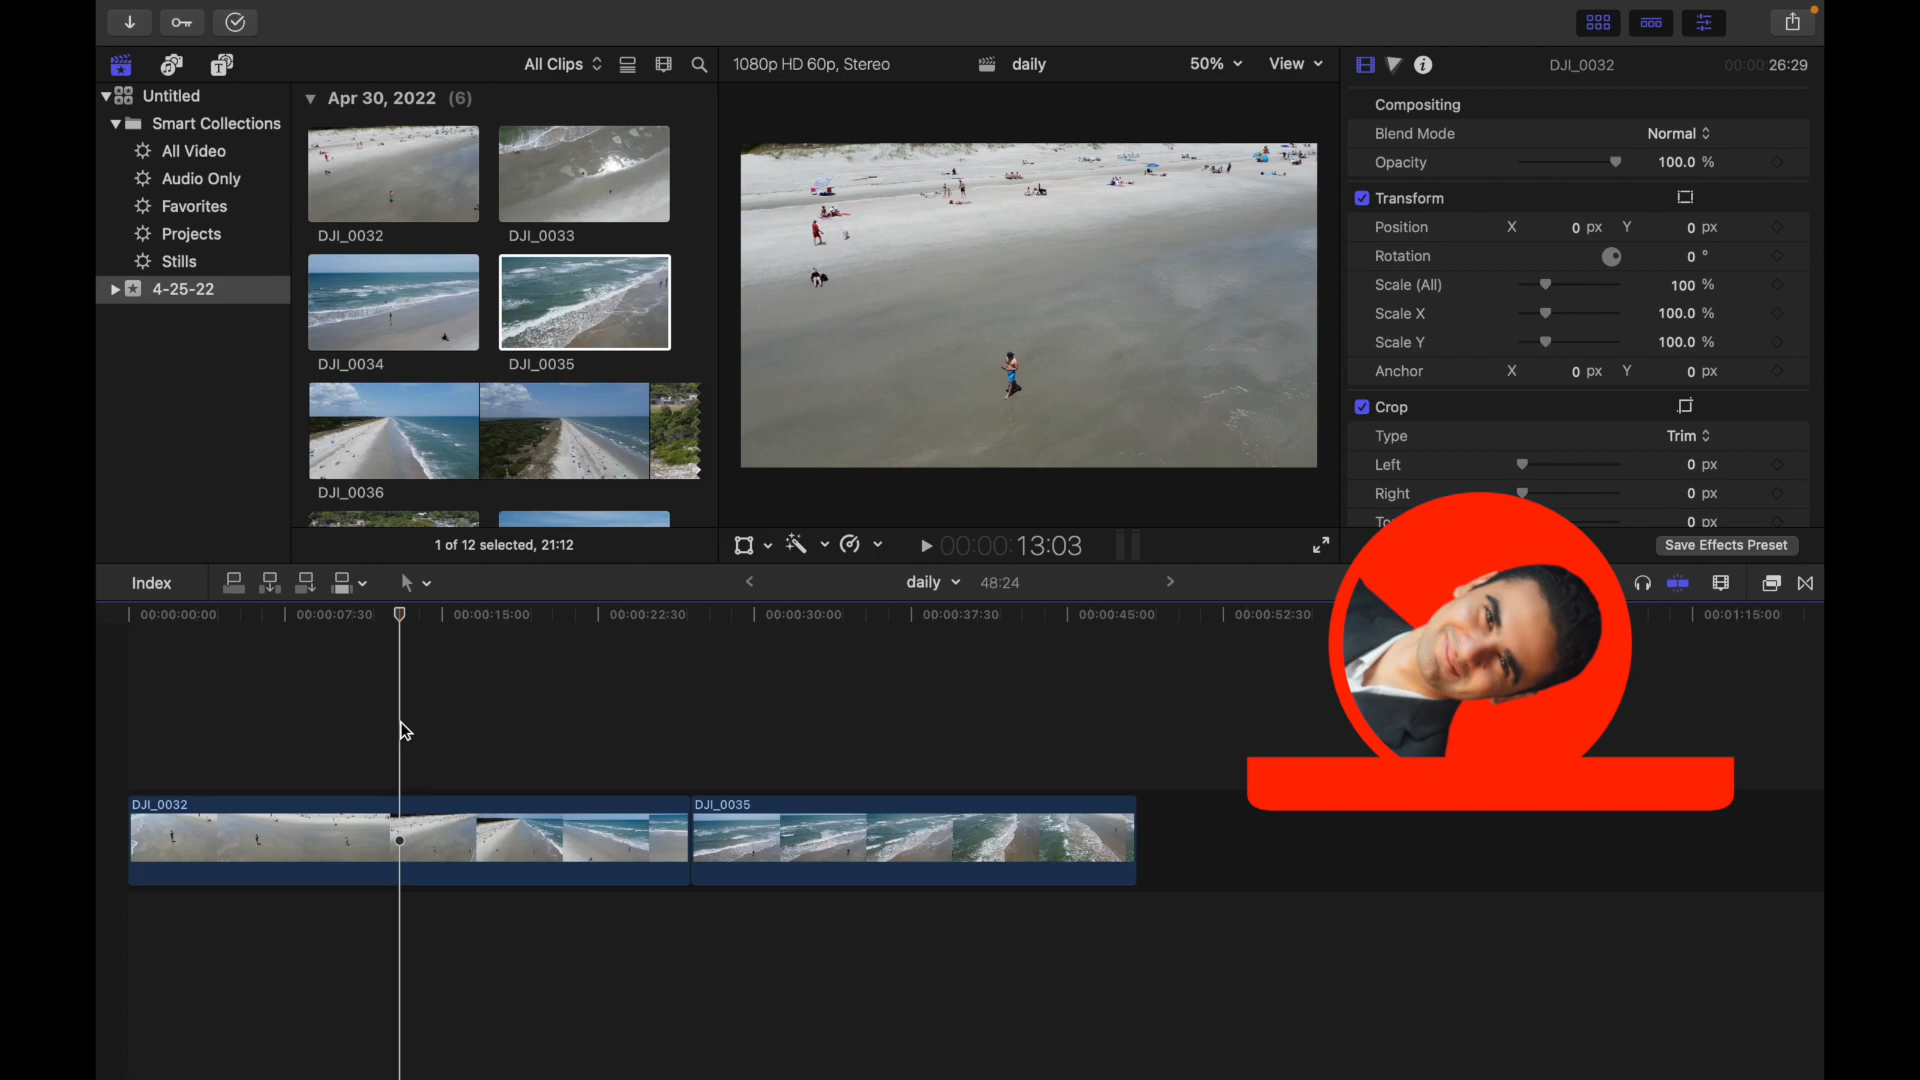 All Clips
1080p HD 60p, Stereo
daily
50%
View
DJI_0032
00:00:26:29
Untitled
Smart Collections
All Video
Audio Only
Favorites
Projects
Stills
4-25-22
Apr 30, 2022 (6)
DJI_0032
DJI_0033
DJI_0034
DJI_0035
DJI_0036
1 of 12 selected, 21:12
Compositing
Blend Mode Normal
Opacity 100.0 %
Transform
Position X 0 px Y 0 px
Rotation 0 °
Scale (All) 100 %
Scale X 100.0 %
Scale Y 100.0 %
Anchor X 0 px Y 0 px
Crop
Type Trim
Left 0 px
Right 0 px
0 px
00:00:13:03
Save Effects Preset
Index
daily
48:24
00:00:00:00 00:00:07:30 00:00:15:00 00:00:22:30 00:00:30:00 00:00:37:30 00:00:45:00 00:00:52:30 00:01:15:00
DJI_0032
DJI_0035